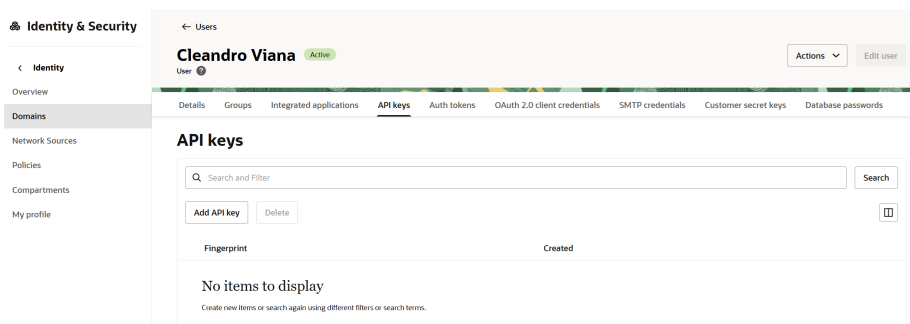 Identity & Security
Identity
Overview
Domains
Network Sources
Policies
Compartments
My profile
Users
Cleandro Viana Active
User
Actions Edit user
Details Groups Integrated applications API keys Auth tokens OAuth 2.0 client credentials SMTP credentials Customer secret keys Database passwords
API keys
Search and Filter Search
Add API key Delete
Fingerprint Created
No items to display
Create new items or search again using different filters or search terms.